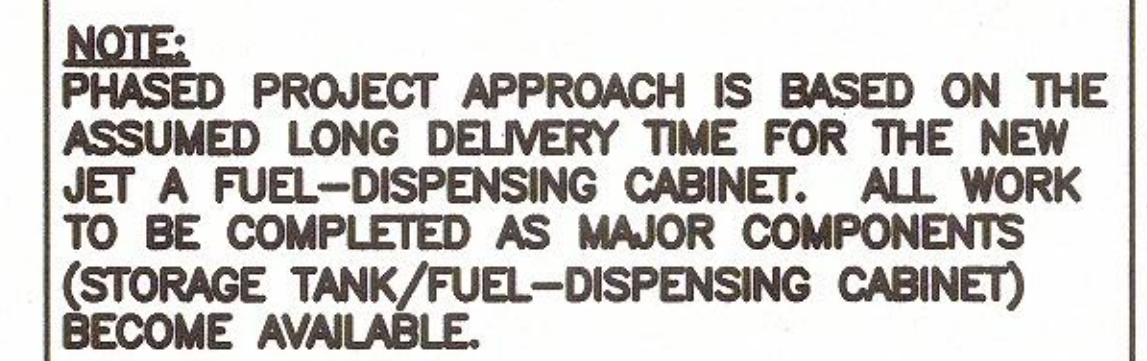 NOTE:
PHASED PROJECT APPROACH IS BASED ON THE
ASSUMED LONG DELIVERY TIME FOR THE NEW
JET A FUEL-DISPENSING CABINET. ALL WORK
TO BE COMPLETED AS MAJOR COMPONENTS
(STORAGE TANK/FUEL-DISPENSING CABINET)
BECOME AVAILABLE.